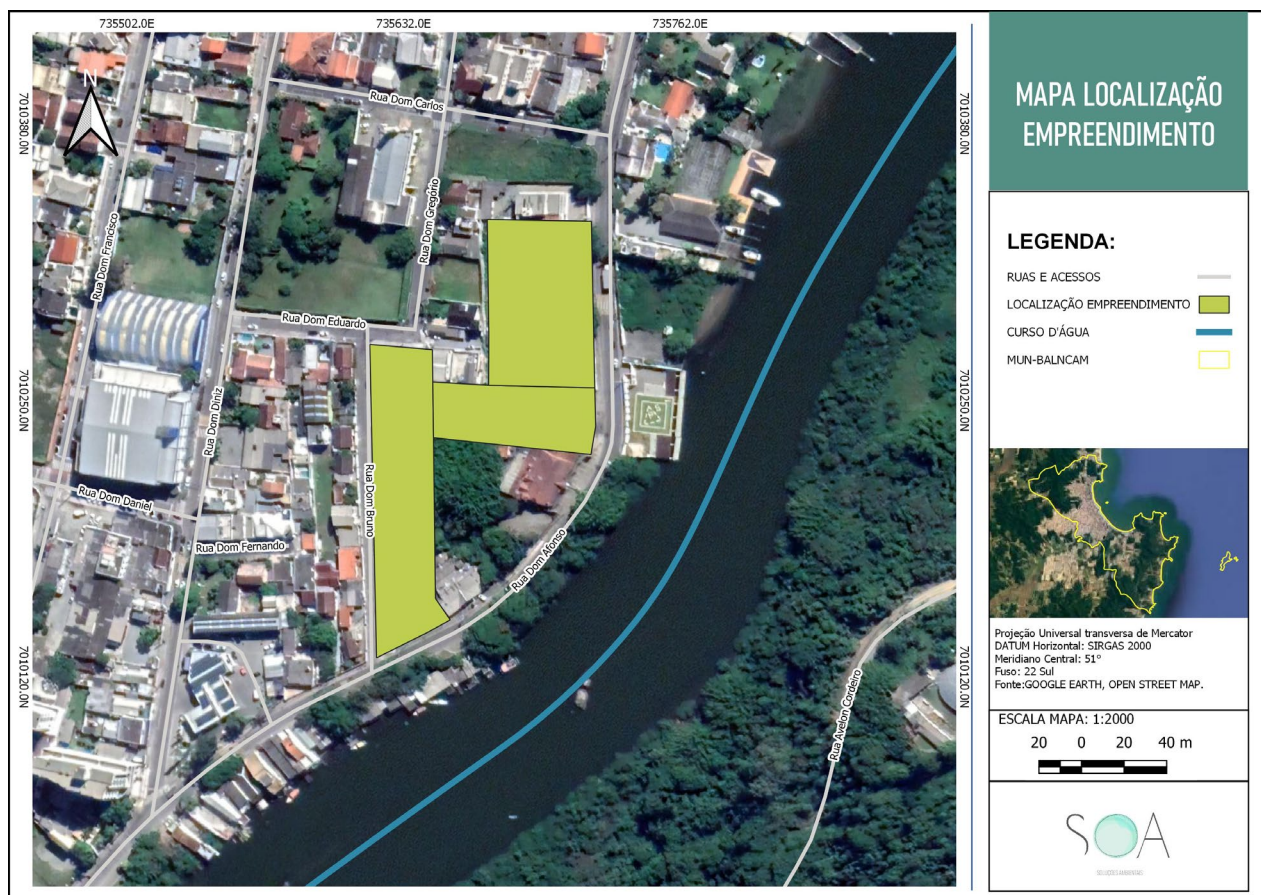 735502.0E
735632.0E
735762.0E
N
7010380.0N
7010380.0N
Rua Dom Carlos
Rua Dom Gregório
Rua Dom Francisco
Rua Dom Eduardo
7010250.0N
7010250.0N
Rua Dom Diniz
Rua Dom Daniel
Rua Dom Bruno
Rua Dom Fernando
Rua Dom Afonso
7010120.0N
7010120.0N
Rua Avelon Cordeiro
MAPA LOCALIZAÇÃO
EMPREENDIMENTO
LEGENDA:
RUAS E ACESSOS
LOCALIZAÇÃO EMPREENDIMENTO
CURSO D'ÁGUA
MUN-BALNCAM
Projeção Universal transversa de Mercator
DATUM Horizontal: SIRGAS 2000
Meridiano Central: 51º
Fuso: 22 Sul
Fonte:GOOGLE EARTH, OPEN STREET MAP.
ESCALA MAPA: 1:2000
20 0 20 40 m
SOA
SOLUÇÕES AMBIENTAIS